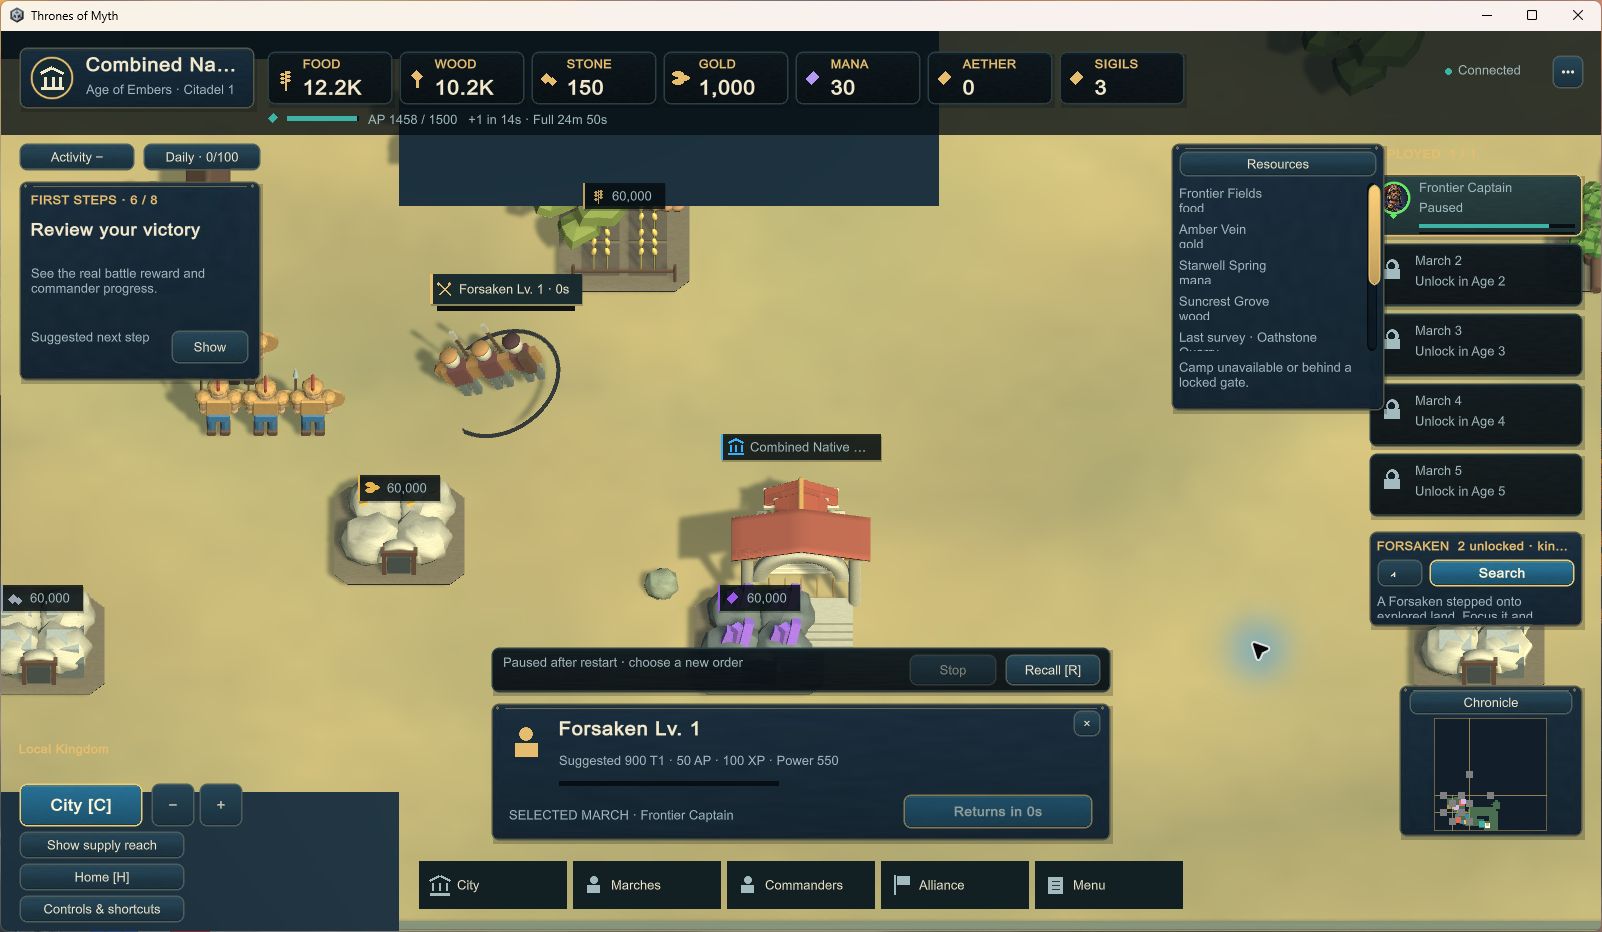 Thrones of Myth
Combined Na...
Age of Embers · Citadel 1
FOOD
12.2K
WOOD
10.2K
STONE
150
GOLD
1,000
MANA
30
AETHER
0
SIGILS
3
Connected
AP 1458 / 1500 +1 in 14s · Full 24m 50s
Activity –
Daily · 0/100
FIRST STEPS · 6 / 8
Review your victory
See the real battle reward and
commander progress.
Suggested next step
Show
60,000
Forsaken Lv. 1 · 0s
60,000
60,000
Combined Native ...
60,000
Resources
Frontier Fields
food
Amber Vein
gold
Starwell Spring
mana
Suncrest Grove
wood
Last survey · Oathstone
Camp unavailable or behind a
locked gate.
Frontier Captain
Paused
March 2
Unlock in Age 2
March 3
Unlock in Age 3
March 4
Unlock in Age 4
March 5
Unlock in Age 5
FORSAKEN 2 unlocked · kin...
Search
A Forsaken stepped onto
explored land. Focus it and
Chronicle
Paused after restart · choose a new order
Stop
Recall [R]
Forsaken Lv. 1
×
Suggested 900 T1 · 50 AP · 100 XP · Power 550
SELECTED MARCH · Frontier Captain
Returns in 0s
Local Kingdom
City [C]
–
+
Show supply reach
Home [H]
Controls & shortcuts
City
Marches
Commanders
Alliance
Menu